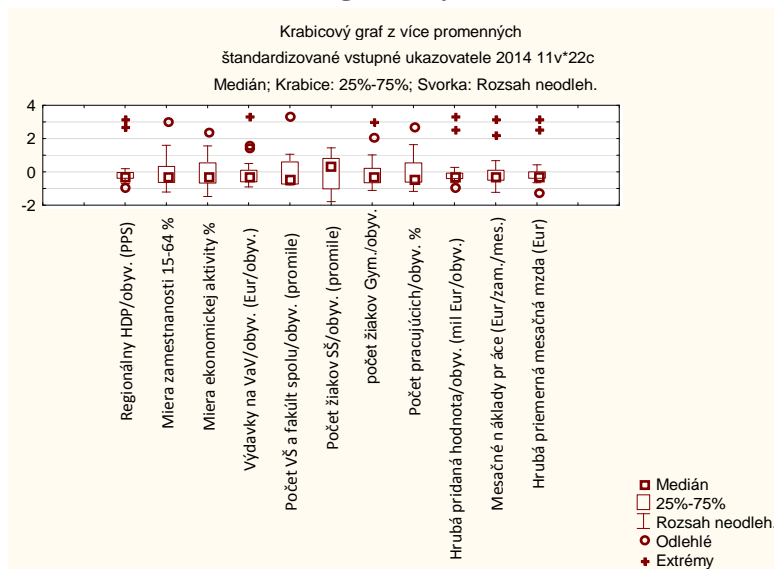 Krabicový graf z více promenných
štandardizované vstupné ukazovatele 2014 11v*22c
Medián; Krabice: 25%-75%; Svorka: Rozsah neodleh.
4
2
0
-2
Regionálny HDP/obyv. (PPS)
Miera zamestnanosti 15-64 %
Miera ekonomickej aktivity %
Výdavky na VaV/obyv. (Eur/obyv.)
Počet VŠ a fakúlt spolu/obyv. (promile)
Počet žiakov SŠ/obyv. (promile)
počet žiakov Gym./obyv.
Počet pracujúcich/obyv. %
Hrubá pridaná hodnota/obyv. (mil Eur/obyv.)
Mesačné n áklady pr áce (Eur/zam./mes.)
Hrubá priemerná mesačná mzda (Eur)
Medián
25%-75%
Rozsah neodleh.
Odlehlé
Extrémy